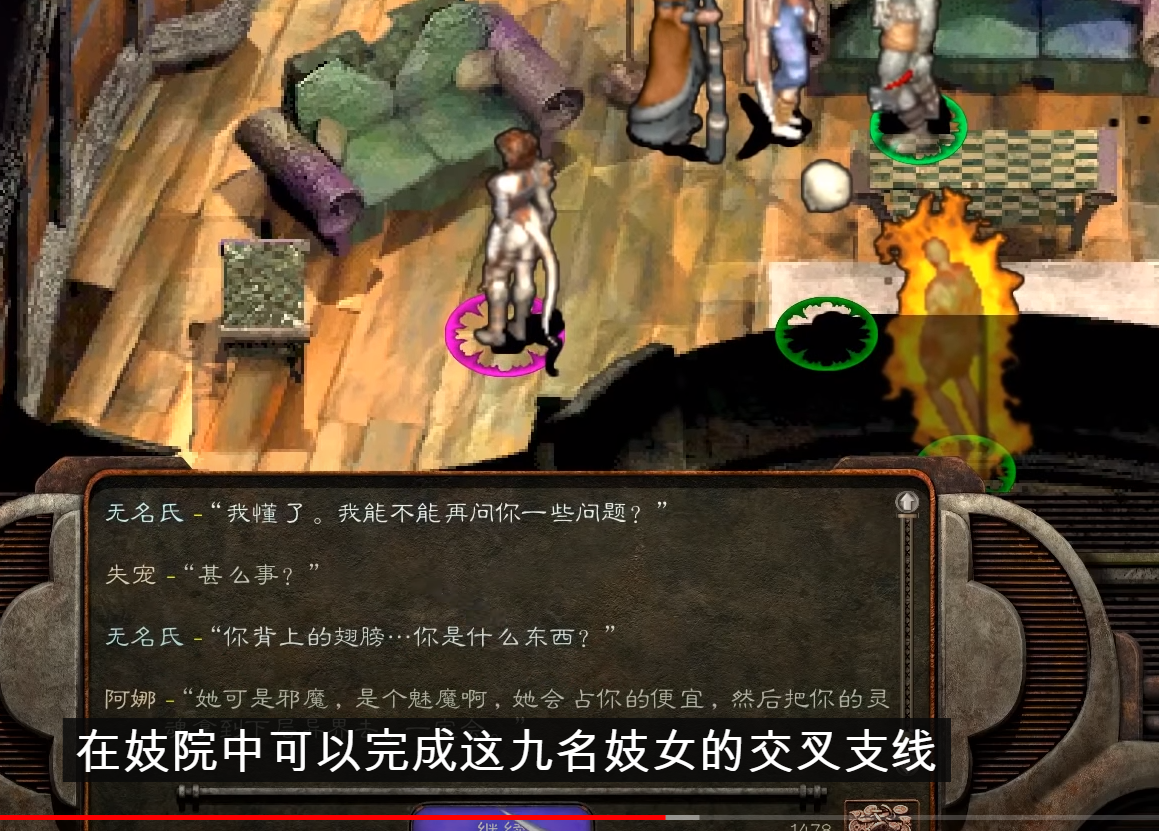 无名氏 - “我懂了。我能不能再问你一些问题？”
失宠 - “甚么事？”
无名氏 - “你背上的翅膀…你是什么东西？”
阿娜 - “她可是邪魔，是个魅魔啊，她会占你的便宜，然后把你的灵
在妓院中可以完成这九名妓女的交叉支线
继续
1478